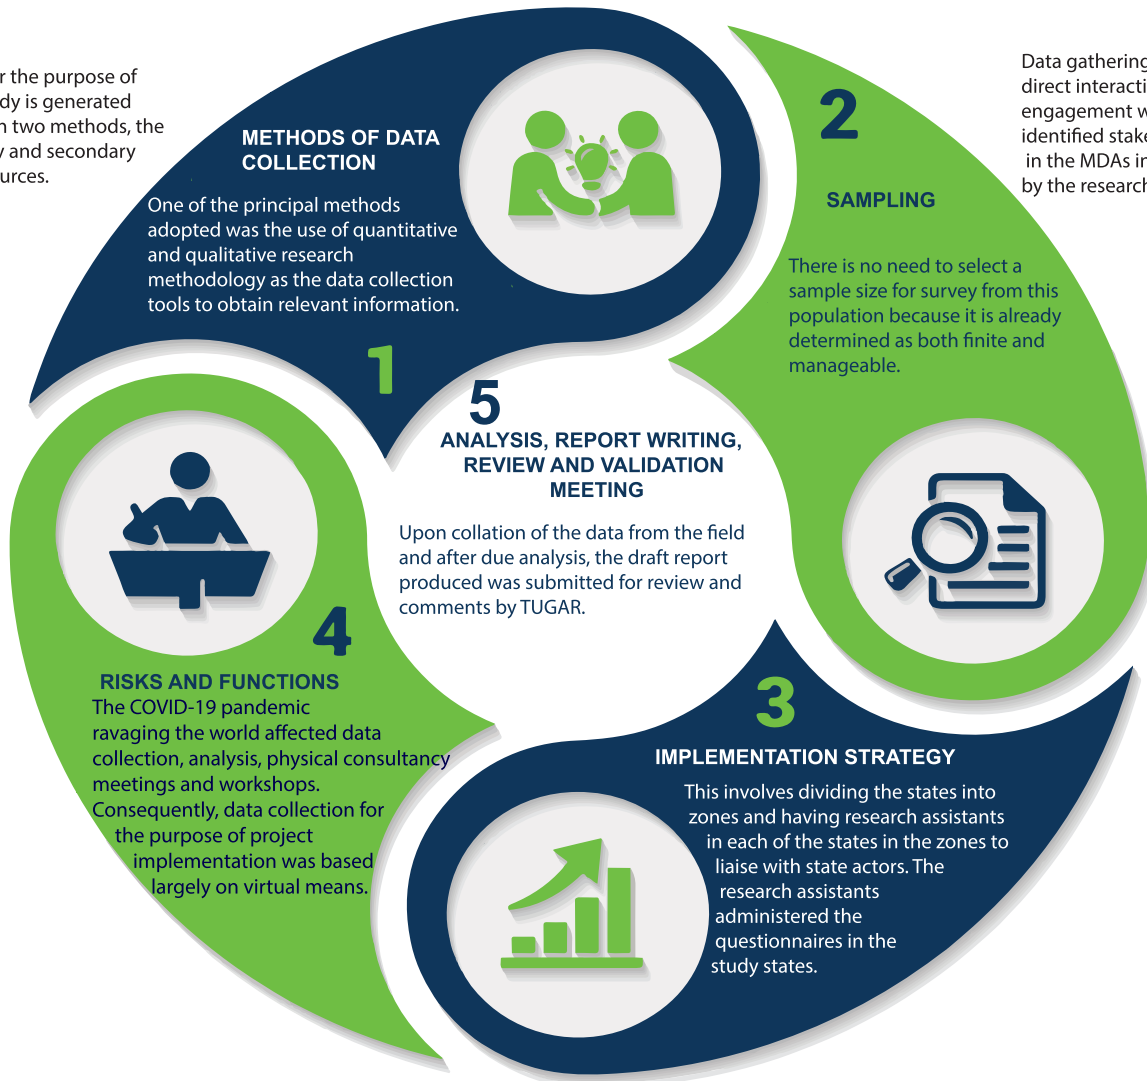 r the purpose of
dy is generated
n two methods, the
y and secondary
urces.
METHODS OF DATA
COLLECTION
One of the principal methods
adopted was the use of quantitative
and qualitative research
methodology as the data collection
tools to obtain relevant information.
1
2
SAMPLING
There is no need to select a
sample size for survey from this
population because it is already
determined as both finite and
manageable.
Data gathering
direct interacti
engagement w
identified stake
in the MDAs in
by the research
5
ANALYSIS, REPORT WRITING,
REVIEW AND VALIDATION
MEETING
Upon collation of the data from the field
and after due analysis, the draft report
produced was submitted for review and
comments by TUGAR.
4
RISKS AND FUNCTIONS
The COVID-19 pandemic
ravaging the world affected data
collection, analysis, physical consultancy
meetings and workshops.
Consequently, data collection for
the purpose of project
implementation was based
largely on virtual means.
3
IMPLEMENTATION STRATEGY
This involves dividing the states into
zones and having research assistants
in each of the states in the zones to
liaise with state actors. The
research assistants
administered the
questionnaires in the
study states.